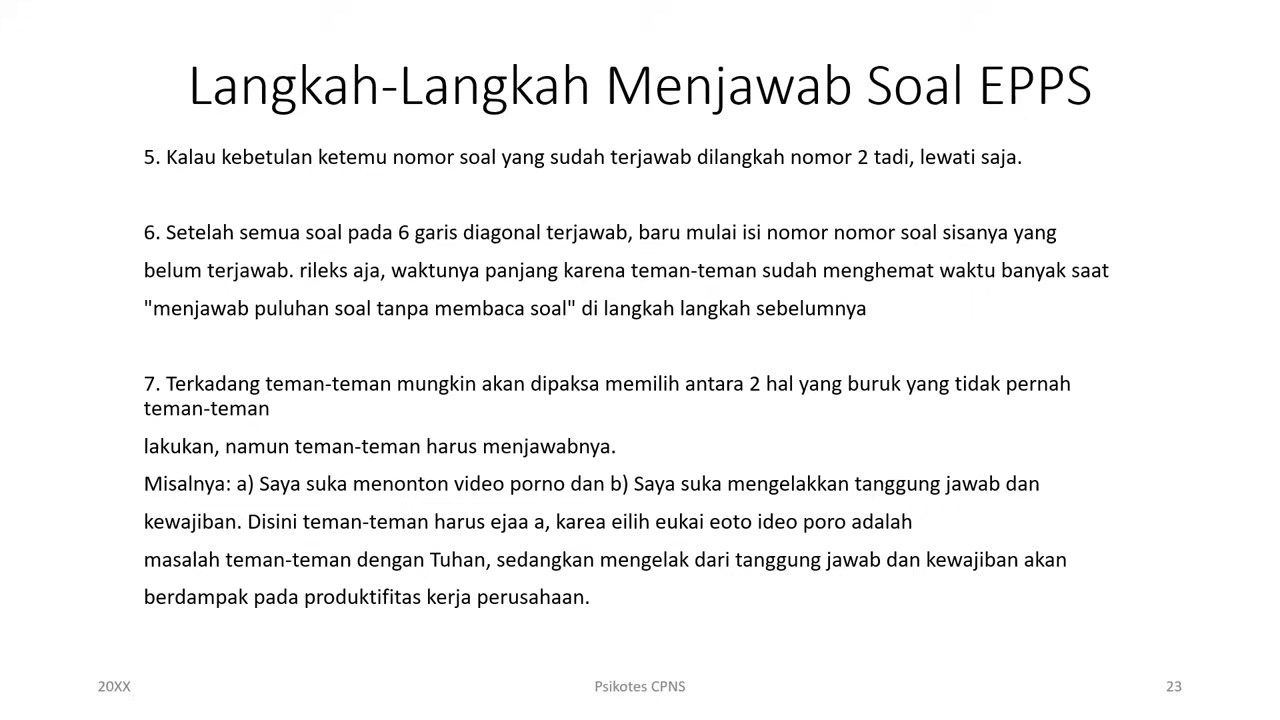 Langkah-Langkah Menjawab Soal EPPS
5. Kalau kebetulan ketemu nomor soal yang sudah terjawab dilangkah nomor 2 tadi, lewati saja.
6. Setelah semua soal pada 6 garis diagonal terjawab, baru mulai isi nomor nomor soal sisanya yang
belum terjawab. rileks aja, waktunya panjang karena teman-teman sudah menghemat waktu banyak saat
"menjawab puluhan soal tanpa membaca soal" di langkah langkah sebelumnya
7. Terkadang teman-teman mungkin akan dipaksa memilih antara 2 hal yang buruk yang tidak pernah
teman-teman
lakukan, namun teman-teman harus menjawabnya.
Misalnya: a) Saya suka menonton video porno dan b) Saya suka mengelakkan tanggung jawab dan
kewajiban. Disini teman-teman harus ejaa a, karea eilih eukai eoto ideo poro adalah
masalah teman-teman dengan Tuhan, sedangkan mengelak dari tanggung jawab dan kewajiban akan
berdampak pada produktifitas kerja perusahaan.
20XX
Psikotes CPNS
23